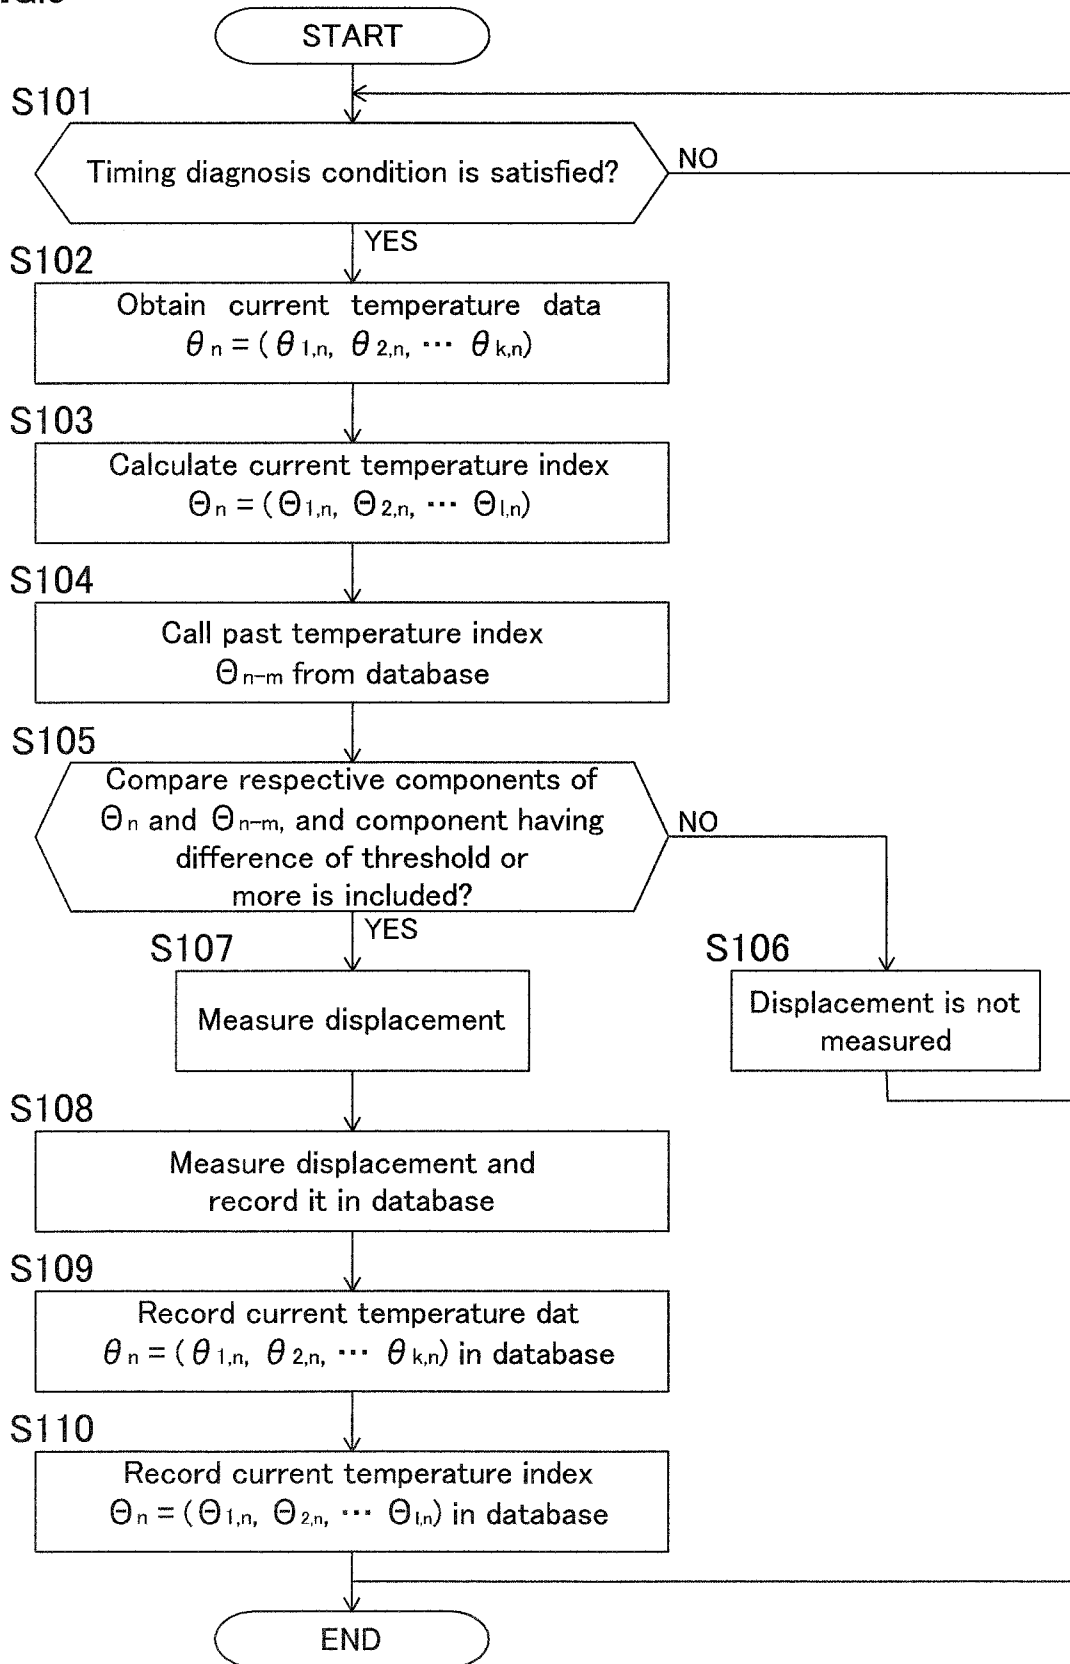 START
S101
Timing diagnosis condition is satisfied?
NO
YES
S102
Obtain current temperature data
θn = (θ1,n, θ2,n, ⋯ θk,n)
S103
Calculate current temperature index
Θn = (Θ1,n, Θ2,n, ⋯ Θl,n)
S104
Call past temperature index
Θn-m from database
S105
Compare respective components of
Θn and Θn-m, and component having
difference of threshold or
more is included?
NO
YES
S107
Measure displacement
S106
Displacement is not
measured
S108
Measure displacement and
record it in database
S109
Record current temperature dat
θn = (θ1,n, θ2,n, ⋯ θk,n) in database
S110
Record current temperature index
Θn = (Θ1,n, Θ2,n, ⋯ Θl,n) in database
END